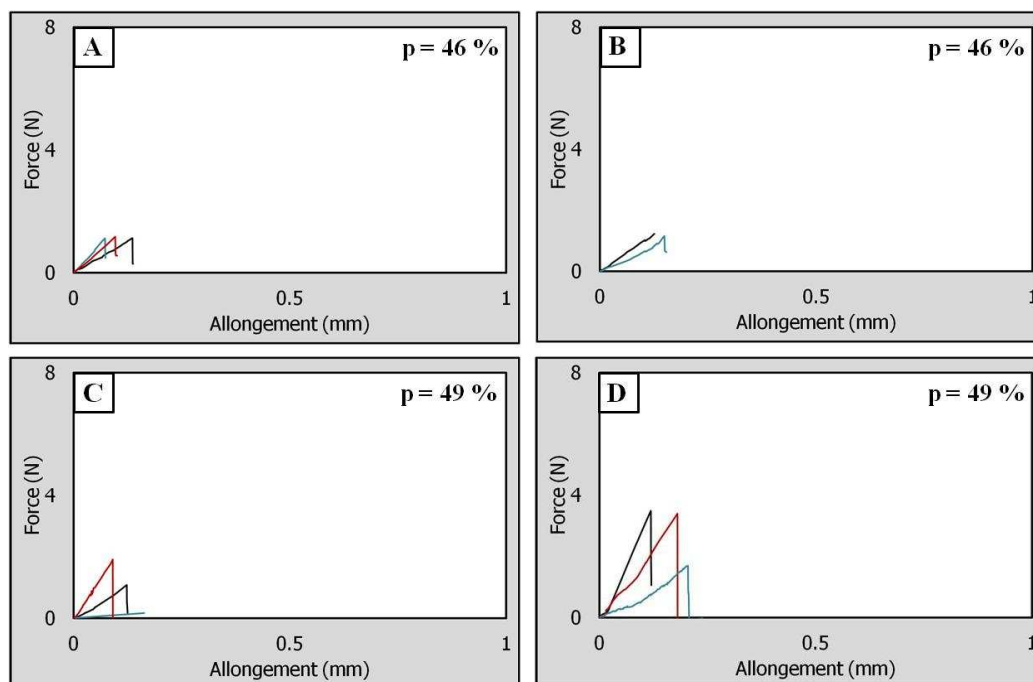 A
p = 46 %
8
4
0
Force (N)
0
0.5
1
Allongement (mm)
B
p = 46 %
8
4
0
Force (N)
0
0.5
1
Allongement (mm)
C
p = 49 %
8
4
0
Force (N)
0
0.5
1
Allongement (mm)
D
p = 49 %
8
4
0
Force (N)
0
0.5
1
Allongement (mm)